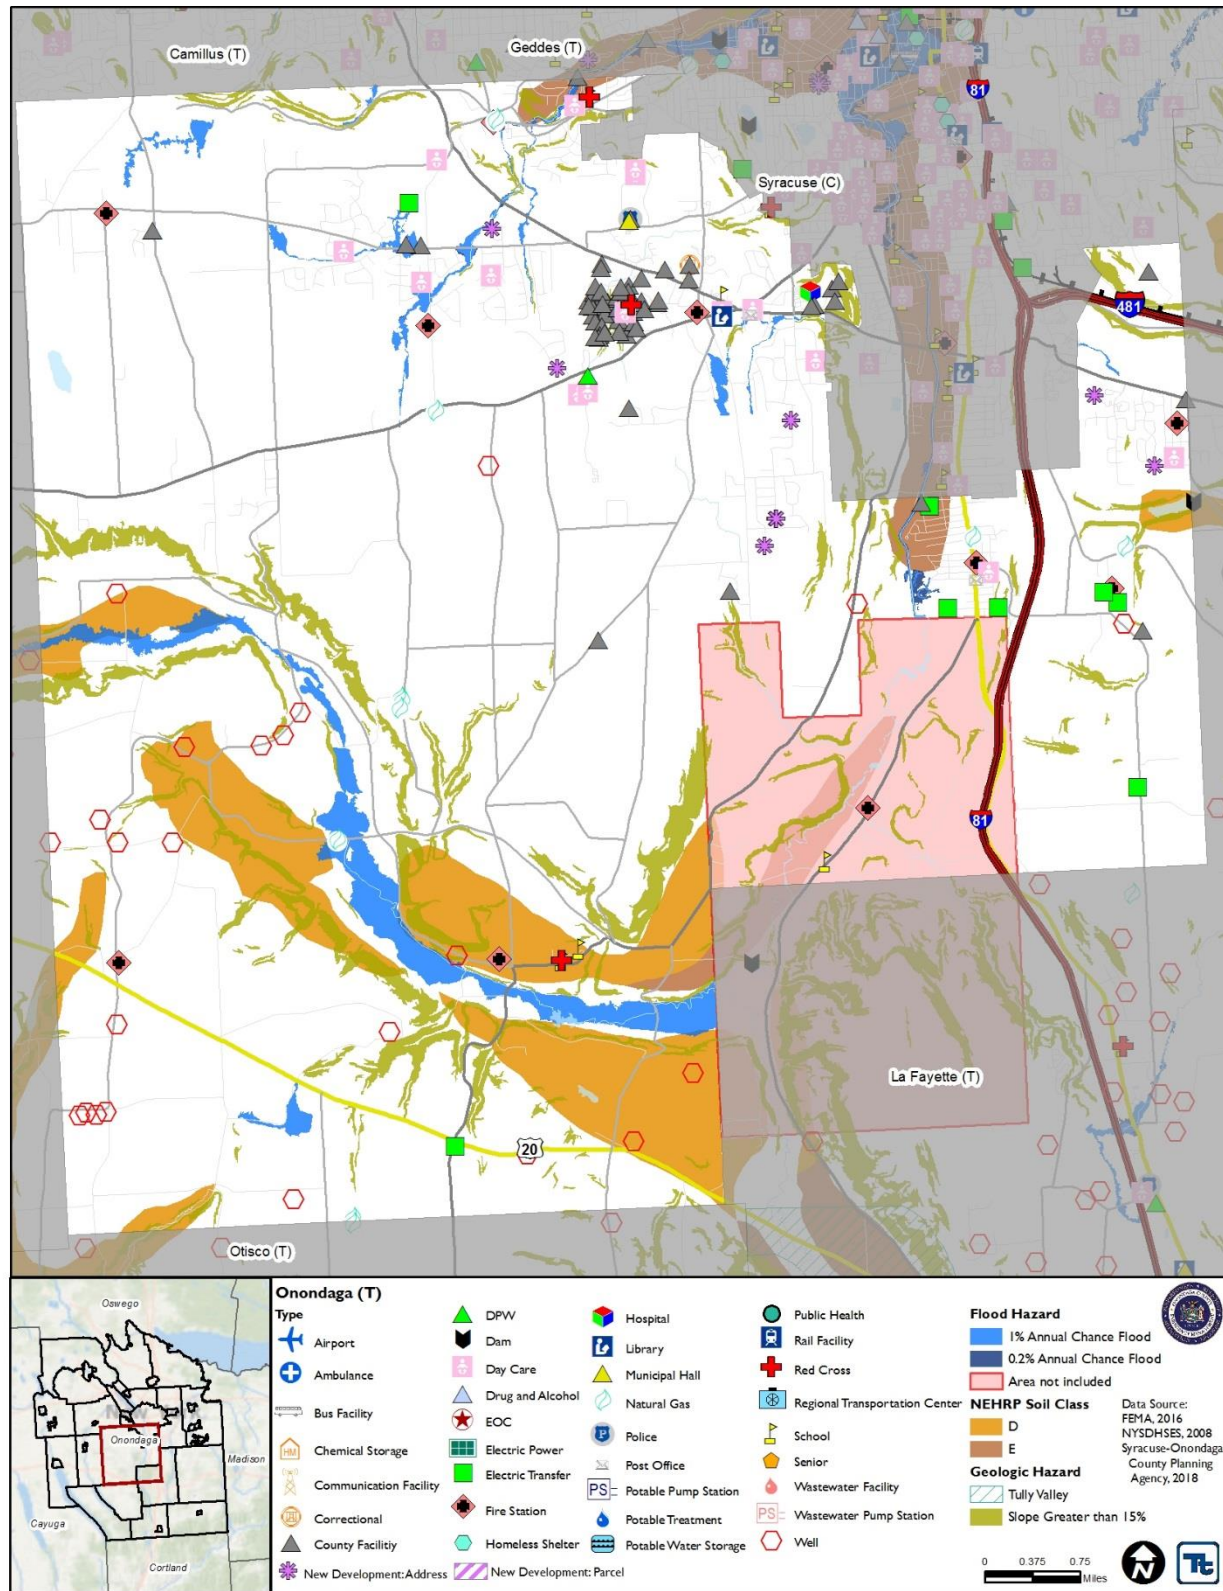 Camillus (T)
Geddes (T)
81
Syracuse (C)
481
81
La Fayette (T)
20
Otisco (T)
Oswego
Onondaga
Madison
Cayuga
Cortland
Onondaga (T)
Type
Airport
Ambulance
Bus Facility
HM Chemical Storage
Communication Facility
Correctional
County Facilitiy
New Development: Address
DPW
Dam
Day Care
Drug and Alcohol
EOC
Electric Power
Electric Transfer
Fire Station
Homeless Shelter
New Development: Parcel
Hospital
Library
Municipal Hall
Natural Gas
P Police
Post Office
PS Potable Pump Station
Potable Treatment
Potable Water Storage
Public Health
Rail Facility
Red Cross
Regional Transportation Center
School
Senior
Wastewater Facility
PS Wastewater Pump Station
Well
Flood Hazard
1% Annual Chance Flood
0.2% Annual Chance Flood
Area not included
NEHRP Soil Class
D
E
Geologic Hazard
Tully Valley
Slope Greater than 15%
Data Source:
FEMA, 2016
NYSDHSES, 2008
Syracuse-Onondaga
County Planning
Agency, 2018
0 0.375 0.75
Miles
N
Tt